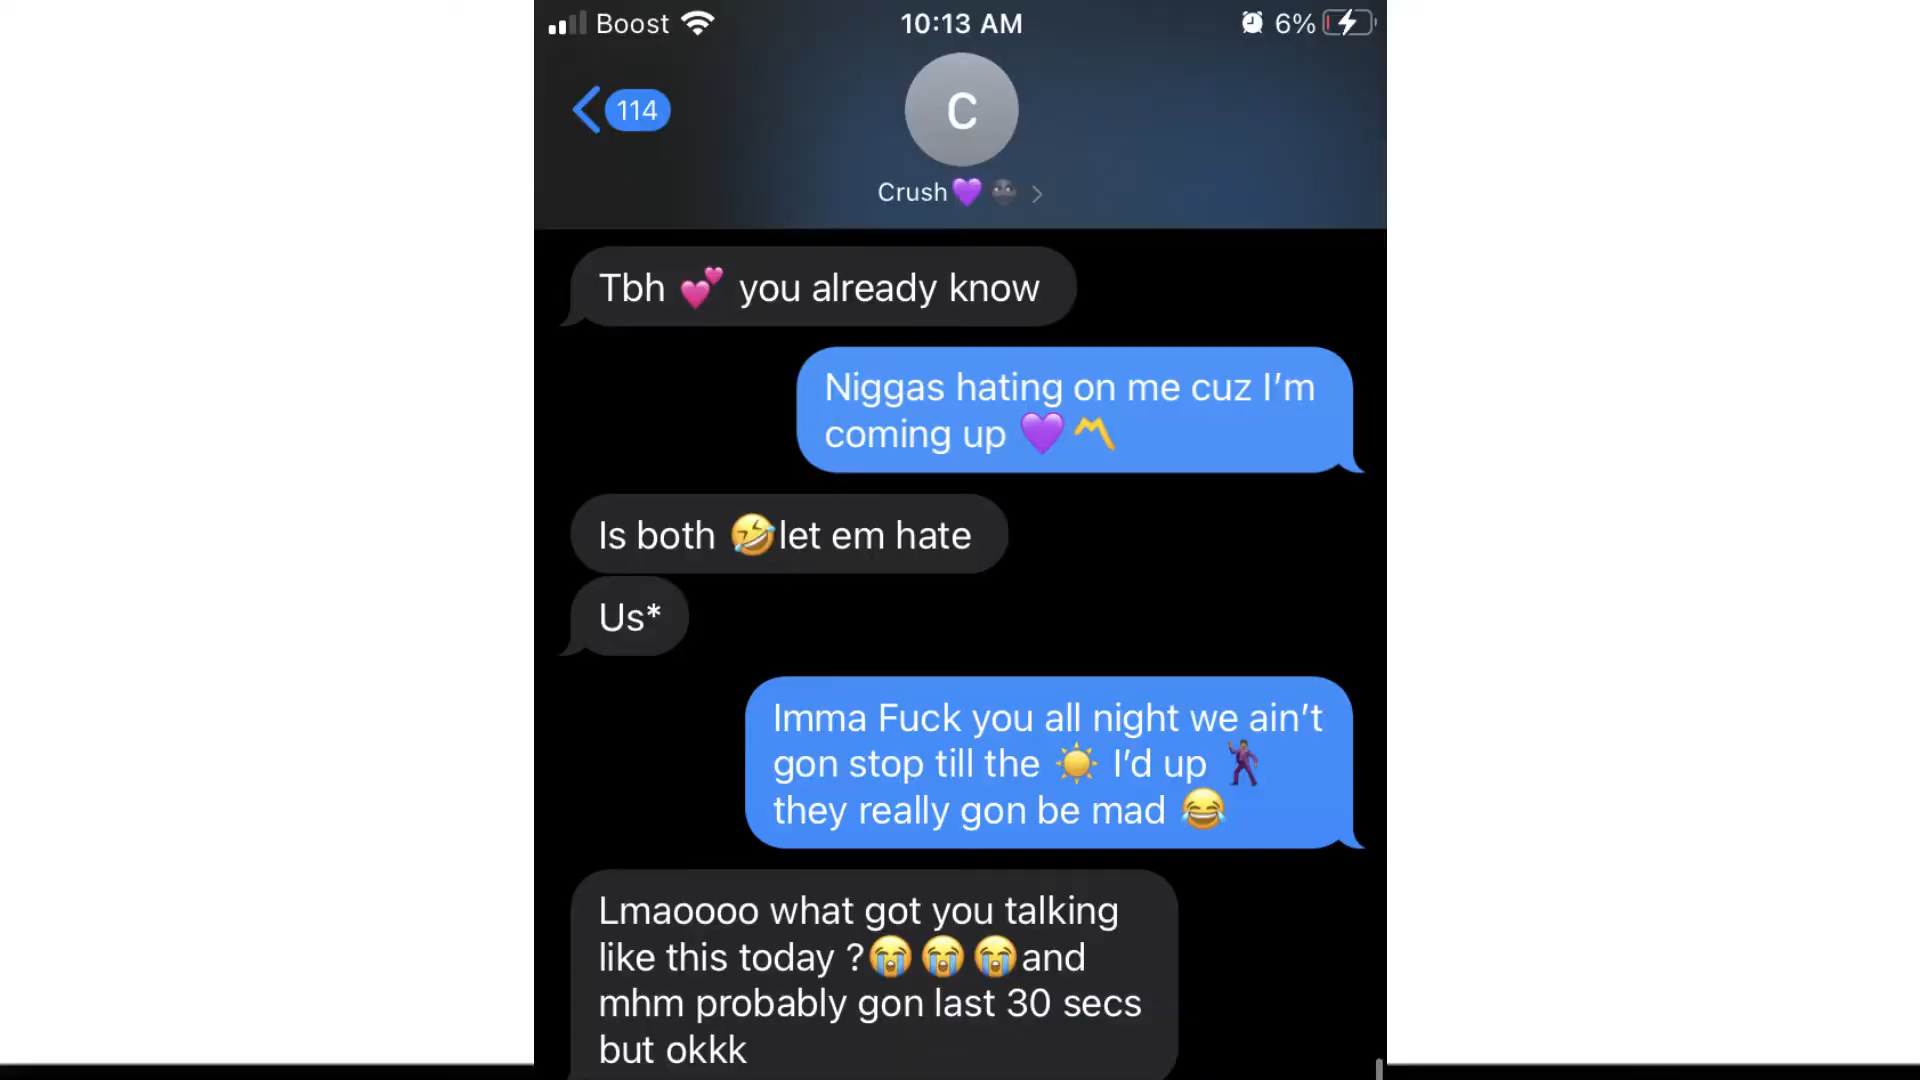 Boost 10:13 AM 6%
114
C
Crush💜🌚
Tbh 💕 you already know
Niggas hating on me cuz I’m
coming up 💜〽️
Is both 🤣let em hate
Us*
Imma Fuck you all night we ain’t
gon stop till the ☀️ I’d up 🕺🏾
they really gon be mad 😂
Lmaoooo what got you talking
like this today ?😭😭😭and
mhm probably gon last 30 secs
but okkk